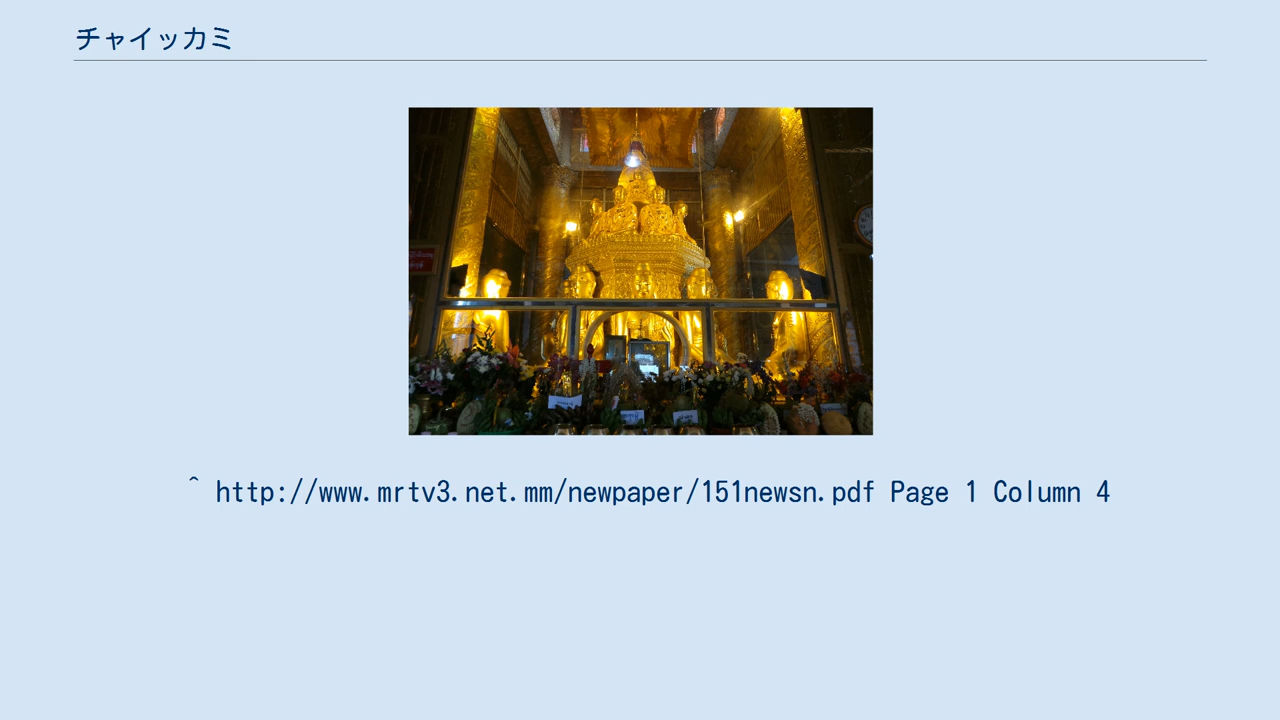 チャイッカミ
^ http://www.mrtv3.net.mm/newpaper/151newsn.pdf Page 1 Column 4